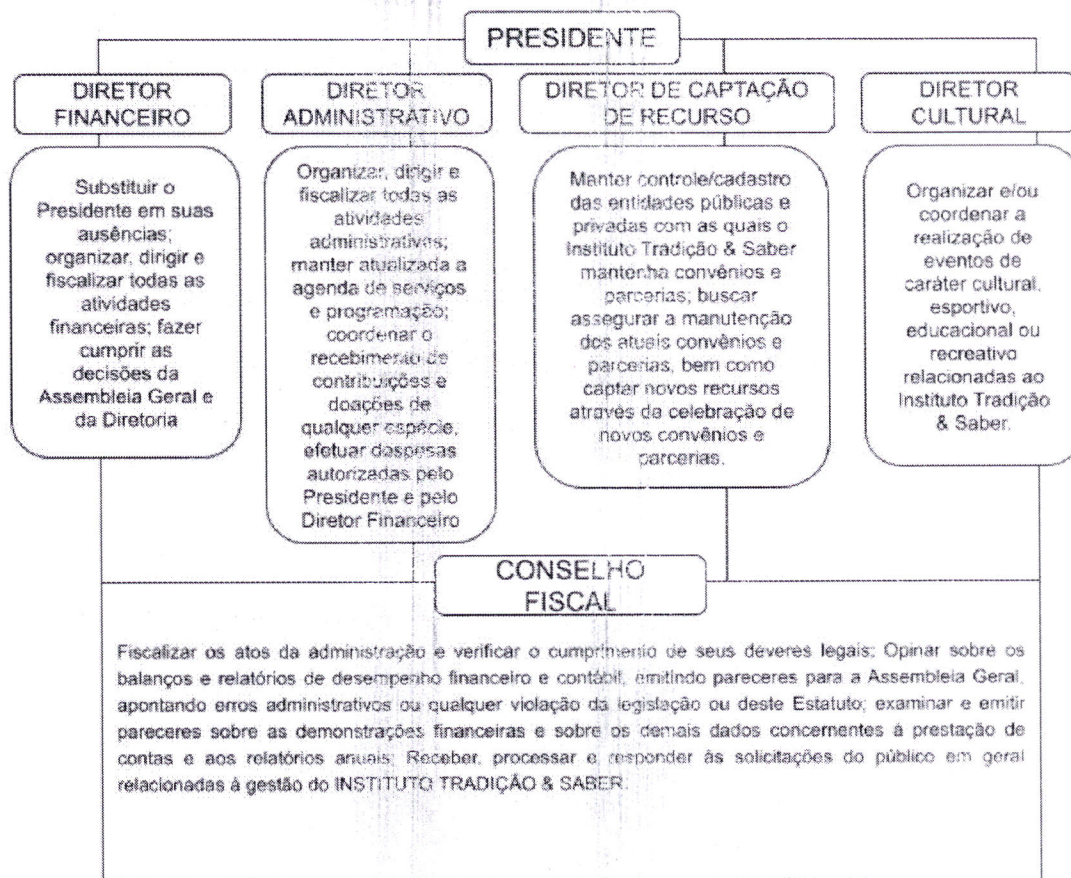 PRESIDENTE
DIRETOR
FINANCEIRO
DIRETOR
ADMINISTRATIVO
DIRETOR DE CAPTAÇÃO
DE RECURSO
DIRETOR
CULTURAL
Substituir o
Presidente em suas
ausências;
organizar, dirigir e
fiscalizar todas as
atividades
financeiras; fazer
cumprir as
decisões da
Assembleia Geral e
da Diretoria
Organizar, dirigir e
fiscalizar todas as
atividades
administrativas;
manter atualizada a
agenda de serviços
e programação;
coordenar o
recebimento de
contribuições e
doações de
qualquer espécie,
efetuar despesas
autorizadas pelo
Presidente e pelo
Diretor Financeiro
Manter controle/cadastro
das entidades públicas e
privadas com as quais o
Instituto Tradição & Saber
mantenha convênios e
parcerias; buscar
assegurar a manutenção
dos atuais convênios e
parcerias, bem como
captar novos recursos
através da celebração de
novos convênios e
parcerias.
Organizar e/ou
coordenar a
realização de
eventos de
caráter cultural,
esportivo,
educacional ou
recreativo
relacionadas ao
Instituto Tradição
& Saber.
CONSELHO
FISCAL
Fiscalizar os atos da administração e verificar o cumprimento de seus deveres legais; Opinar sobre os
balanços e relatórios de desempenho financeiro e contábil, emitindo pareceres para a Assembleia Geral,
apontando erros administrativos ou qualquer violação da legislação ou deste Estatuto; examinar e emitir
pareceres sobre as demonstrações financeiras e sobre os demais dados concernentes à prestação de
contas e aos relatórios anuais; Receber, processar e responder às solicitações do público em geral
relacionadas à gestão do INSTITUTO TRADIÇÃO & SABER.